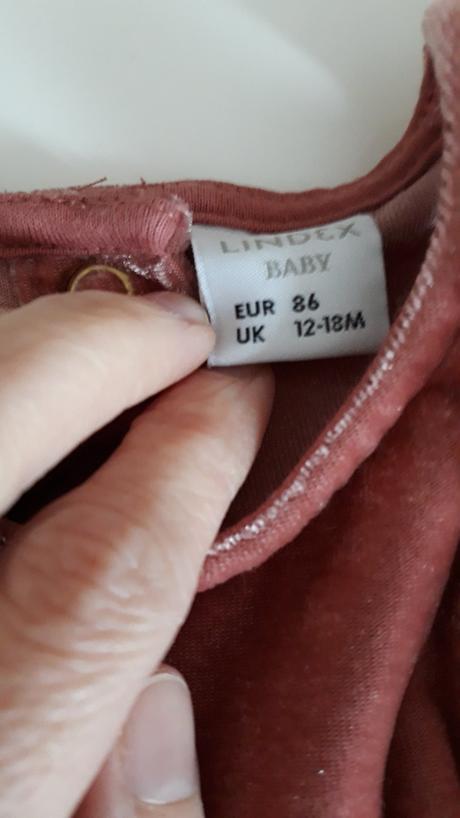 LINDEX
BABY
EUR 86
UK 12-18M